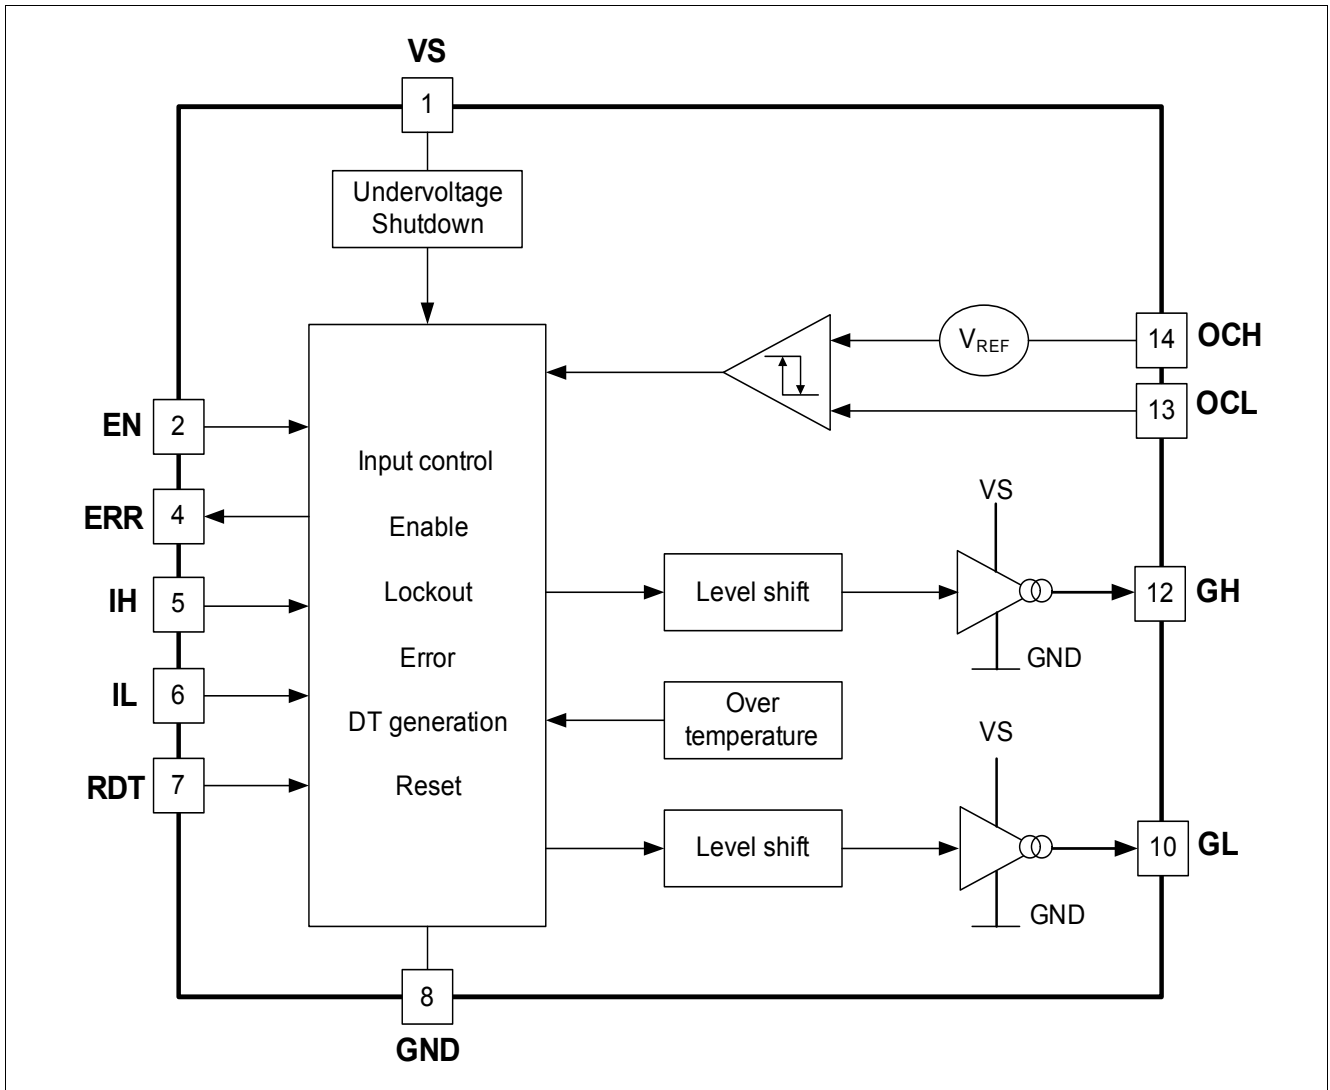 VS
1
Undervoltage
Shutdown
VREF
14
OCH
13
OCL
EN
2
ERR
4
IH
5
IL
6
RDT
7
Input control
Enable
Lockout
Error
DT generation
Reset
Level shift
VS
GND
12
GH
Over
temperature
Level shift
VS
GND
10
GL
8
GND